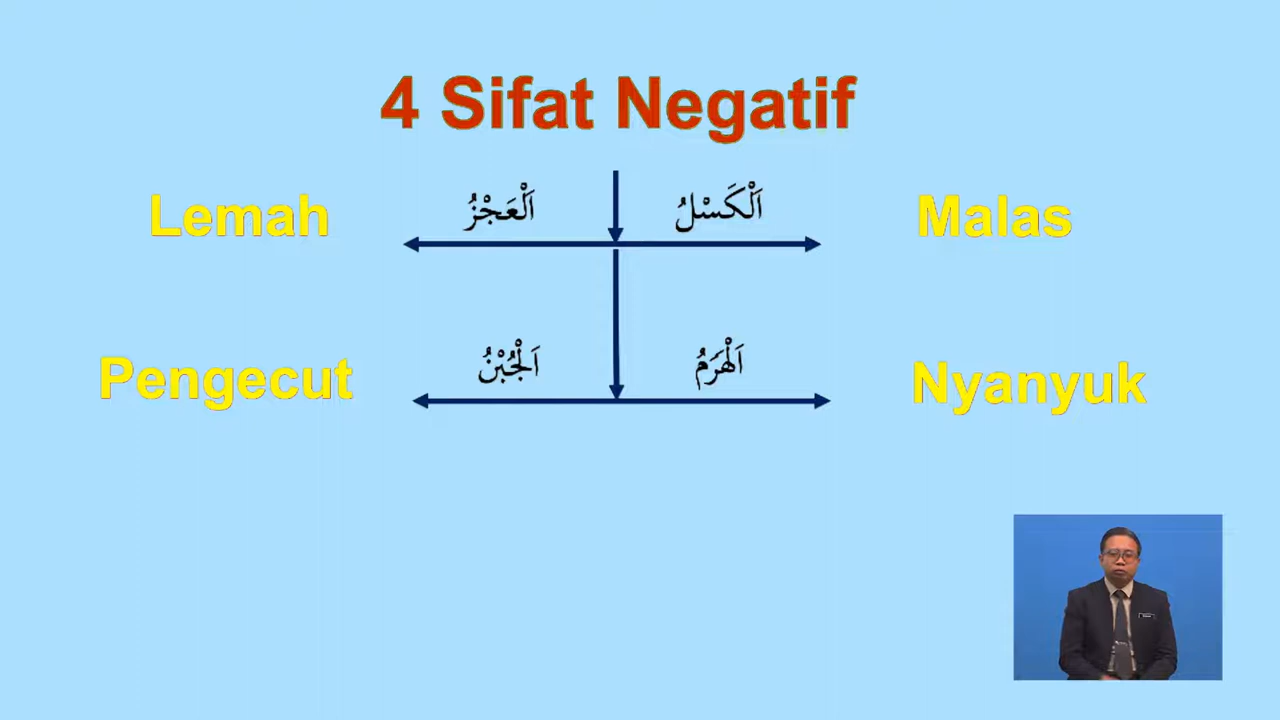 4 Sifat Negatif
Lemah
اَلْعَجْزُ
اَلْكَسْلُ
Malas
Pengecut
اَلْجُبْنُ
اَلْهَرَمُ
Nyanyuk